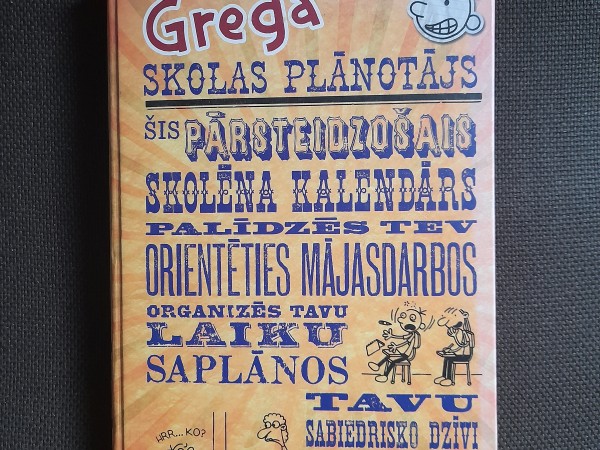 Grega
SKOLAS PLĀNOTĀJS
ŠIS PĀRSTEIDZOŠAIS
SKOLĒNA KALENDĀRS
PALĪDZĒS TEV
ORIENTĒTIES MĀJASDARBOS
ORGANIZĒS TAVU
LAIKU
SAPLĀNOS
TAVU
SABIEDRISKO DZĪVI
HRR...KO?